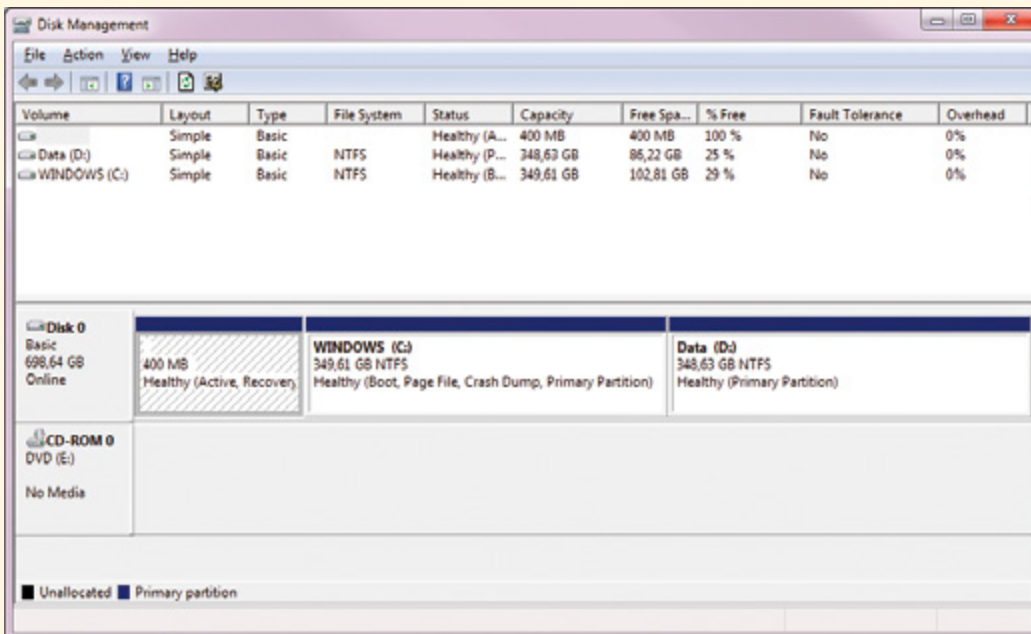 Disk Management
File Action View Help
Volume Layout Type File System Status Capacity Free Spa... % Free Fault Tolerance Overhead
Simple Basic Healthy (A... 400 MB 400 MB 100 % No 0%
Data (D:) Simple Basic NTFS Healthy (P... 348,63 GB 86,22 GB 25 % No 0%
WINDOWS (C:) Simple Basic NTFS Healthy (B... 349,61 GB 102,81 GB 29 % No 0%
Disk 0
Basic
698,64 GB
Online
400 MB
Healthy (Active, Recovery
WINDOWS (C:)
349,61 GB NTFS
Healthy (Boot, Page File, Crash Dump, Primary Partition)
Data (D:)
348,63 GB NTFS
Healthy (Primary Partition)
CD-ROM 0
DVD (E:)
No Media
Unallocated Primary partition